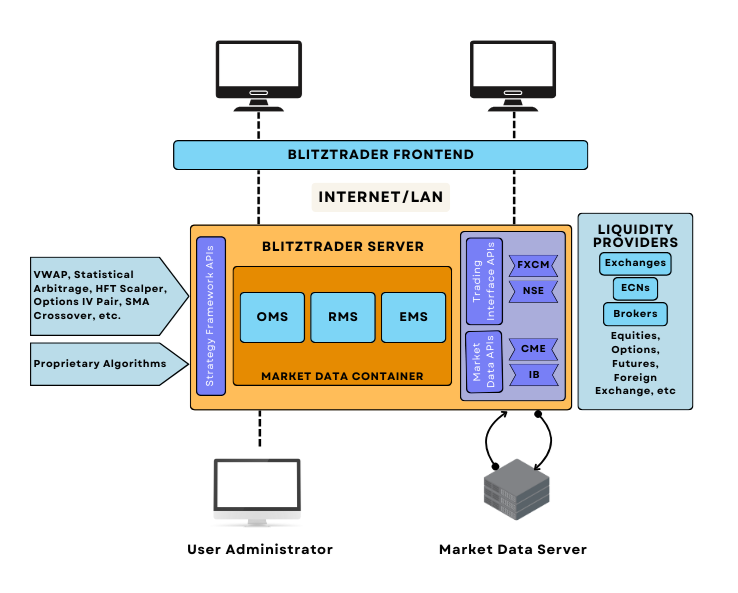 BLITZTRADER FRONTEND
INTERNET/LAN
BLITZTRADER SERVER
VWAP, Statistical
Arbitrage, HFT Scalper,
Options IV Pair, SMA
Crossover, etc.
Proprietary Algorithms
Strategy Framework APIs
OMS
RMS
EMS
MARKET DATA CONTAINER
Trading
Interface APIs
FXCM
NSE
Market
Data APIs
CME
IB
LIQUIDITY
PROVIDERS
Exchanges
ECNs
Brokers
Equities,
Options,
Futures,
Foreign
Exchange, etc
User Administrator
Market Data Server